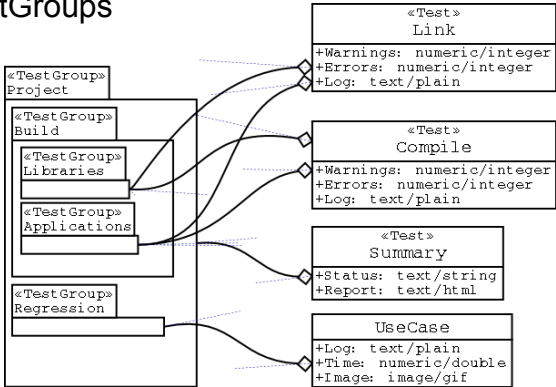 tGroups
«TestGroup»
Project
«TestGroup»
Build
«TestGroup»
Libraries
«TestGroup»
Applications
«TestGroup»
Regression
«Test»
Link
+Warnings: numeric/integer
+Errors: numeric/integer
+Log: text/plain
«Test»
Compile
+Warnings: numeric/integer
+Errors: numeric/integer
+Log: text/plain
«Test»
Summary
+Status: text/string
+Report: text/html
UseCase
+Log: text/plain
+Time: numeric/double
+Image: image/gif